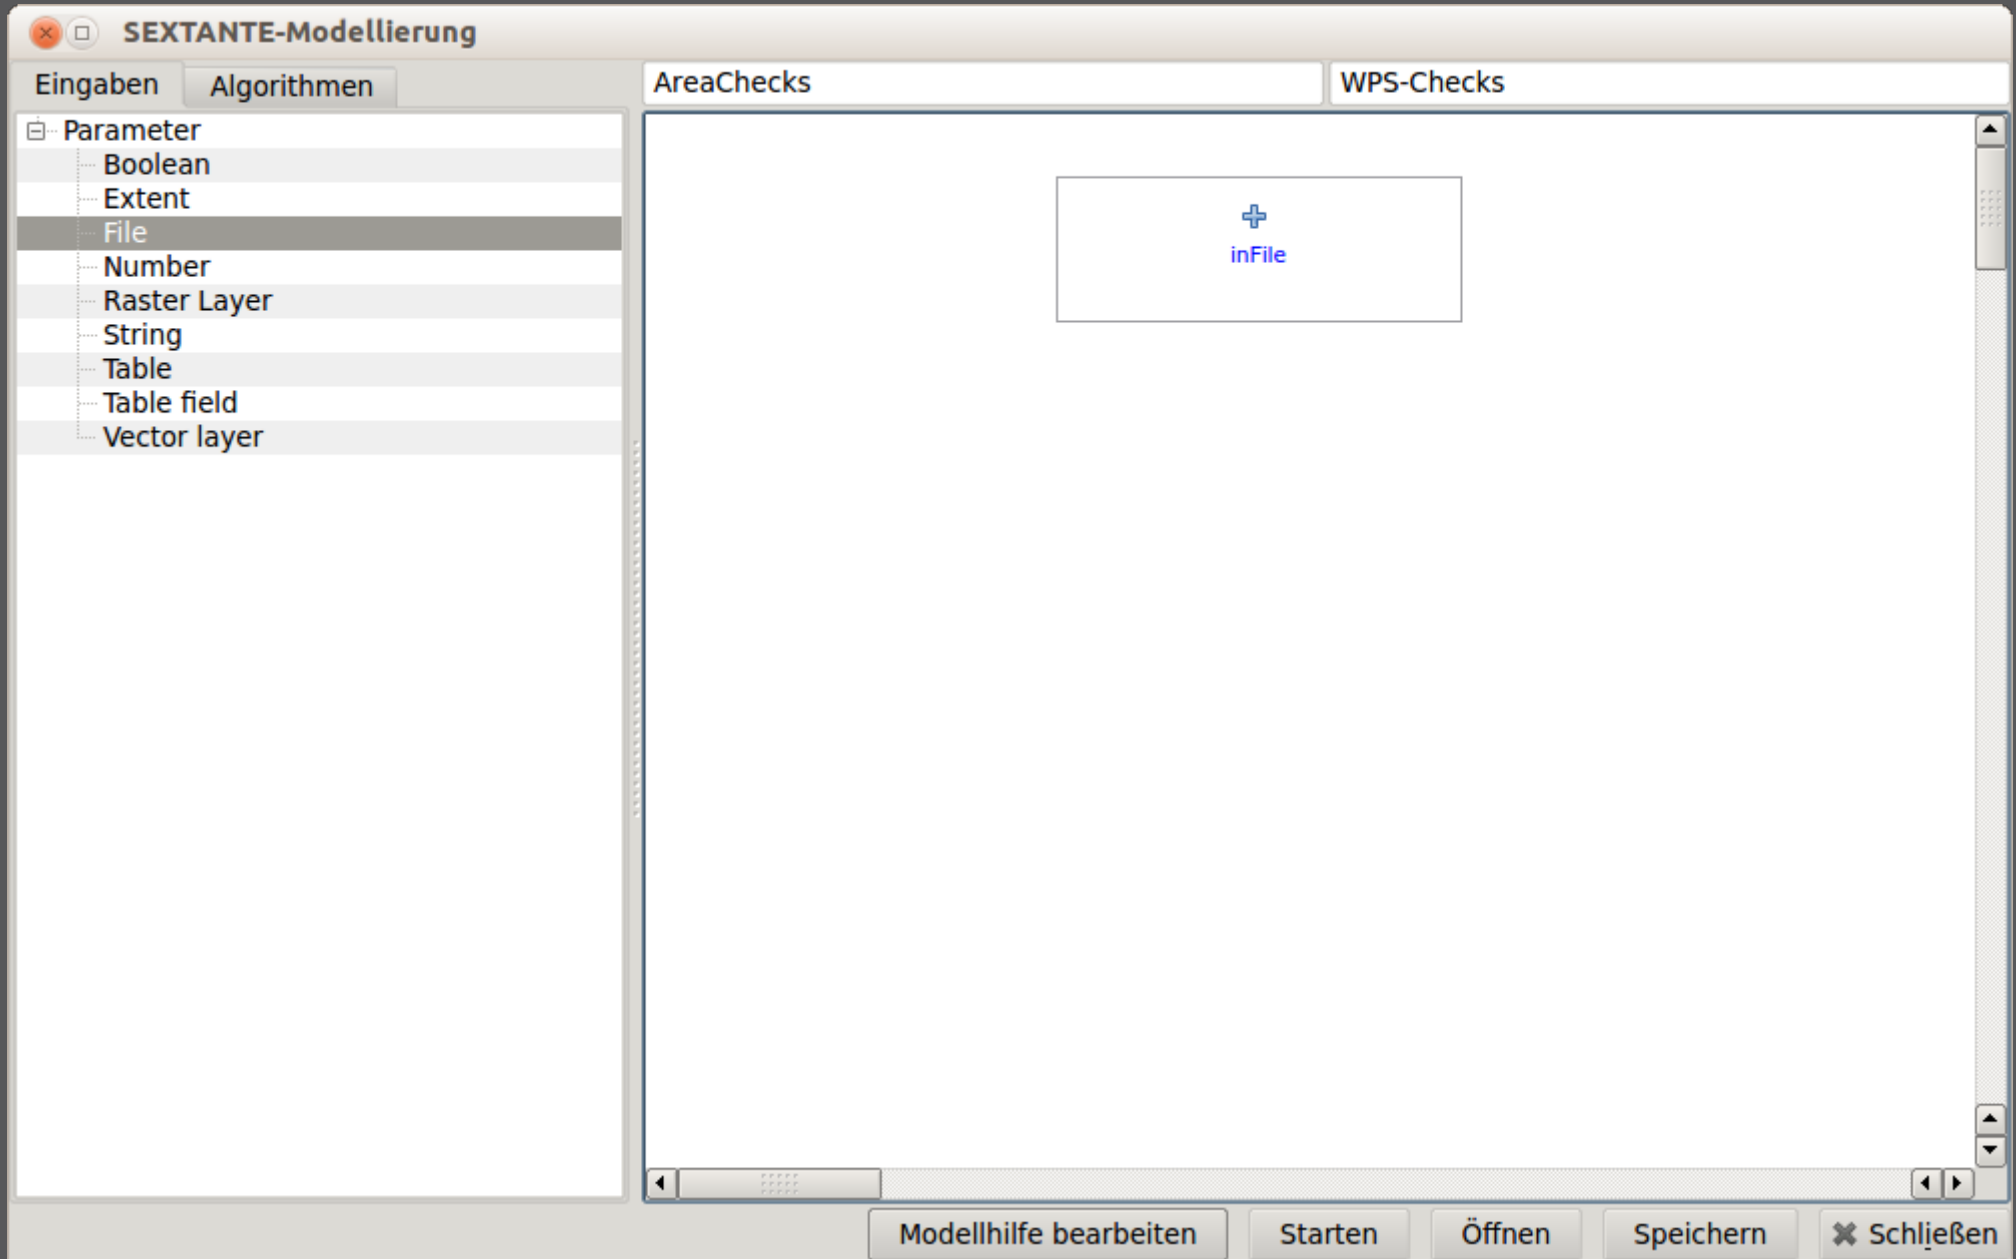 SEXTANTE-Modellierung
Eingaben Algorithmen
AreaChecks WPS-Checks
Parameter
Boolean
Extent
File
Number
Raster Layer
String
Table
Table field
Vector layer
inFile
Modellhilfe bearbeiten Starten Öffnen Speichern Schließen